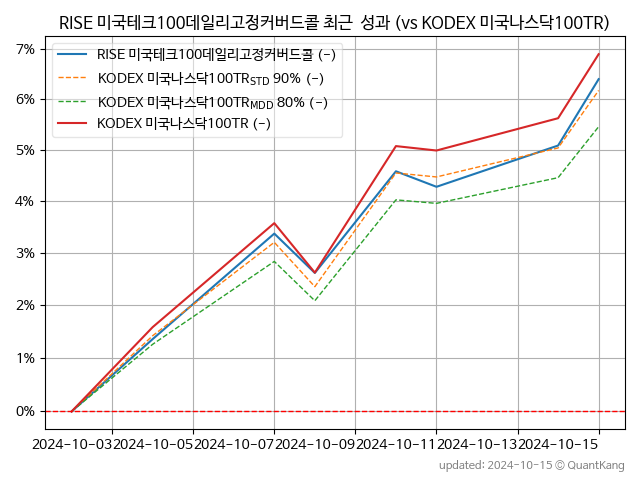 RISE 미국테크100데일리고정커버드콜 최근 성과 (vs KODEX 미국나스닥100TR)
7%
6%
5%
4%
3%
2%
1%
0%
RISE 미국테크100데일리고정커버드콜 (-)
KODEX 미국나스닥100TR_STD 90% (-)
KODEX 미국나스닥100TR_MDD 80% (-)
KODEX 미국나스닥100TR (-)
2024-10-03 2024-10-05 2024-10-07 2024-10-09 2024-10-11 2024-10-13 2024-10-15
updated: 2024-10-15 © QuantKang